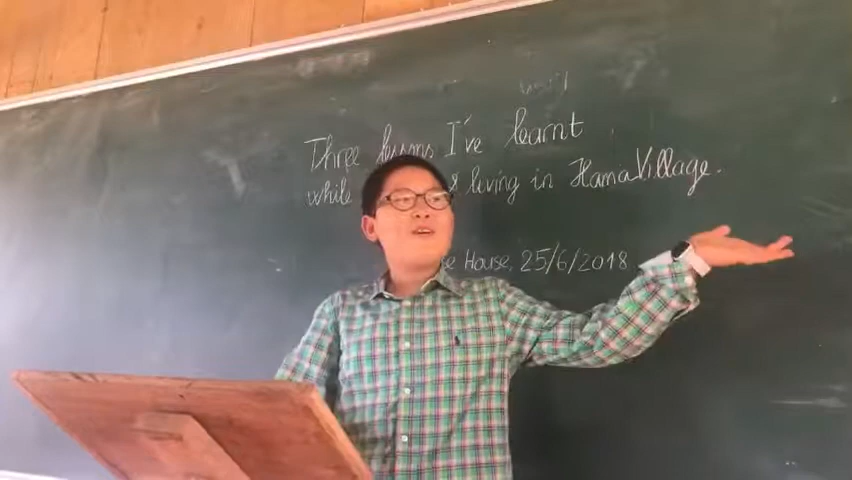 Three lessons I've learnt
while & living in Hama Village.
House, 25/6/2018